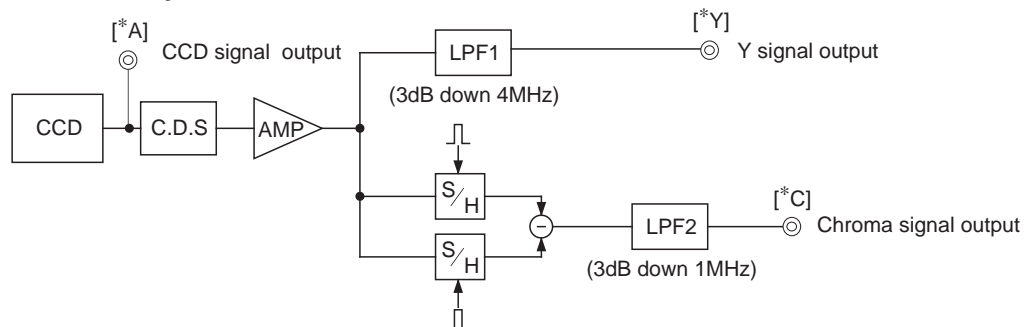 [*A]
CCD signal output
[*Y]
LPF1
Y signal output
(3dB down 4MHz)
CCD
C.D.S
AMP
S/H
[*C]
LPF2
Chroma signal output
S/H
(3dB down 1MHz)